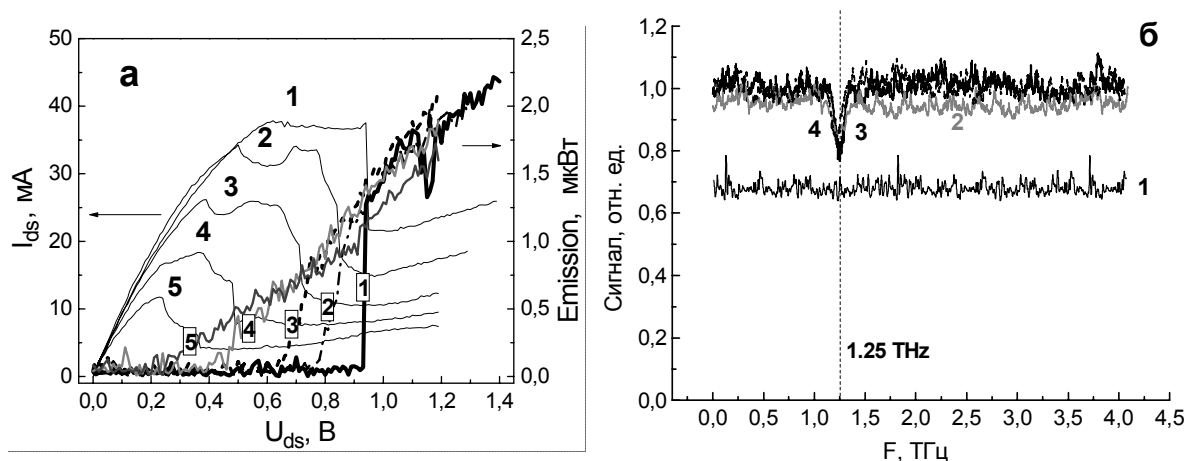 а
I_ds, мА
50
40
30
20
10
0
2,5
2,0
1,5
1,0
0,5
0,0
Emission, мкВт
1
2
3
4
5
1
2
3
4
5
0,0 0,2 0,4 0,6 0,8 1,0 1,2 1,4
U_ds, В
б
Сигнал, отн. ед.
1,2
1,0
0,8
0,6
0,4
0,2
0,0
4 3 2
1
1.25 THz
0,0 0,5 1,0 1,5 2,0 2,5 3,0 3,5 4,0
F, ТГц